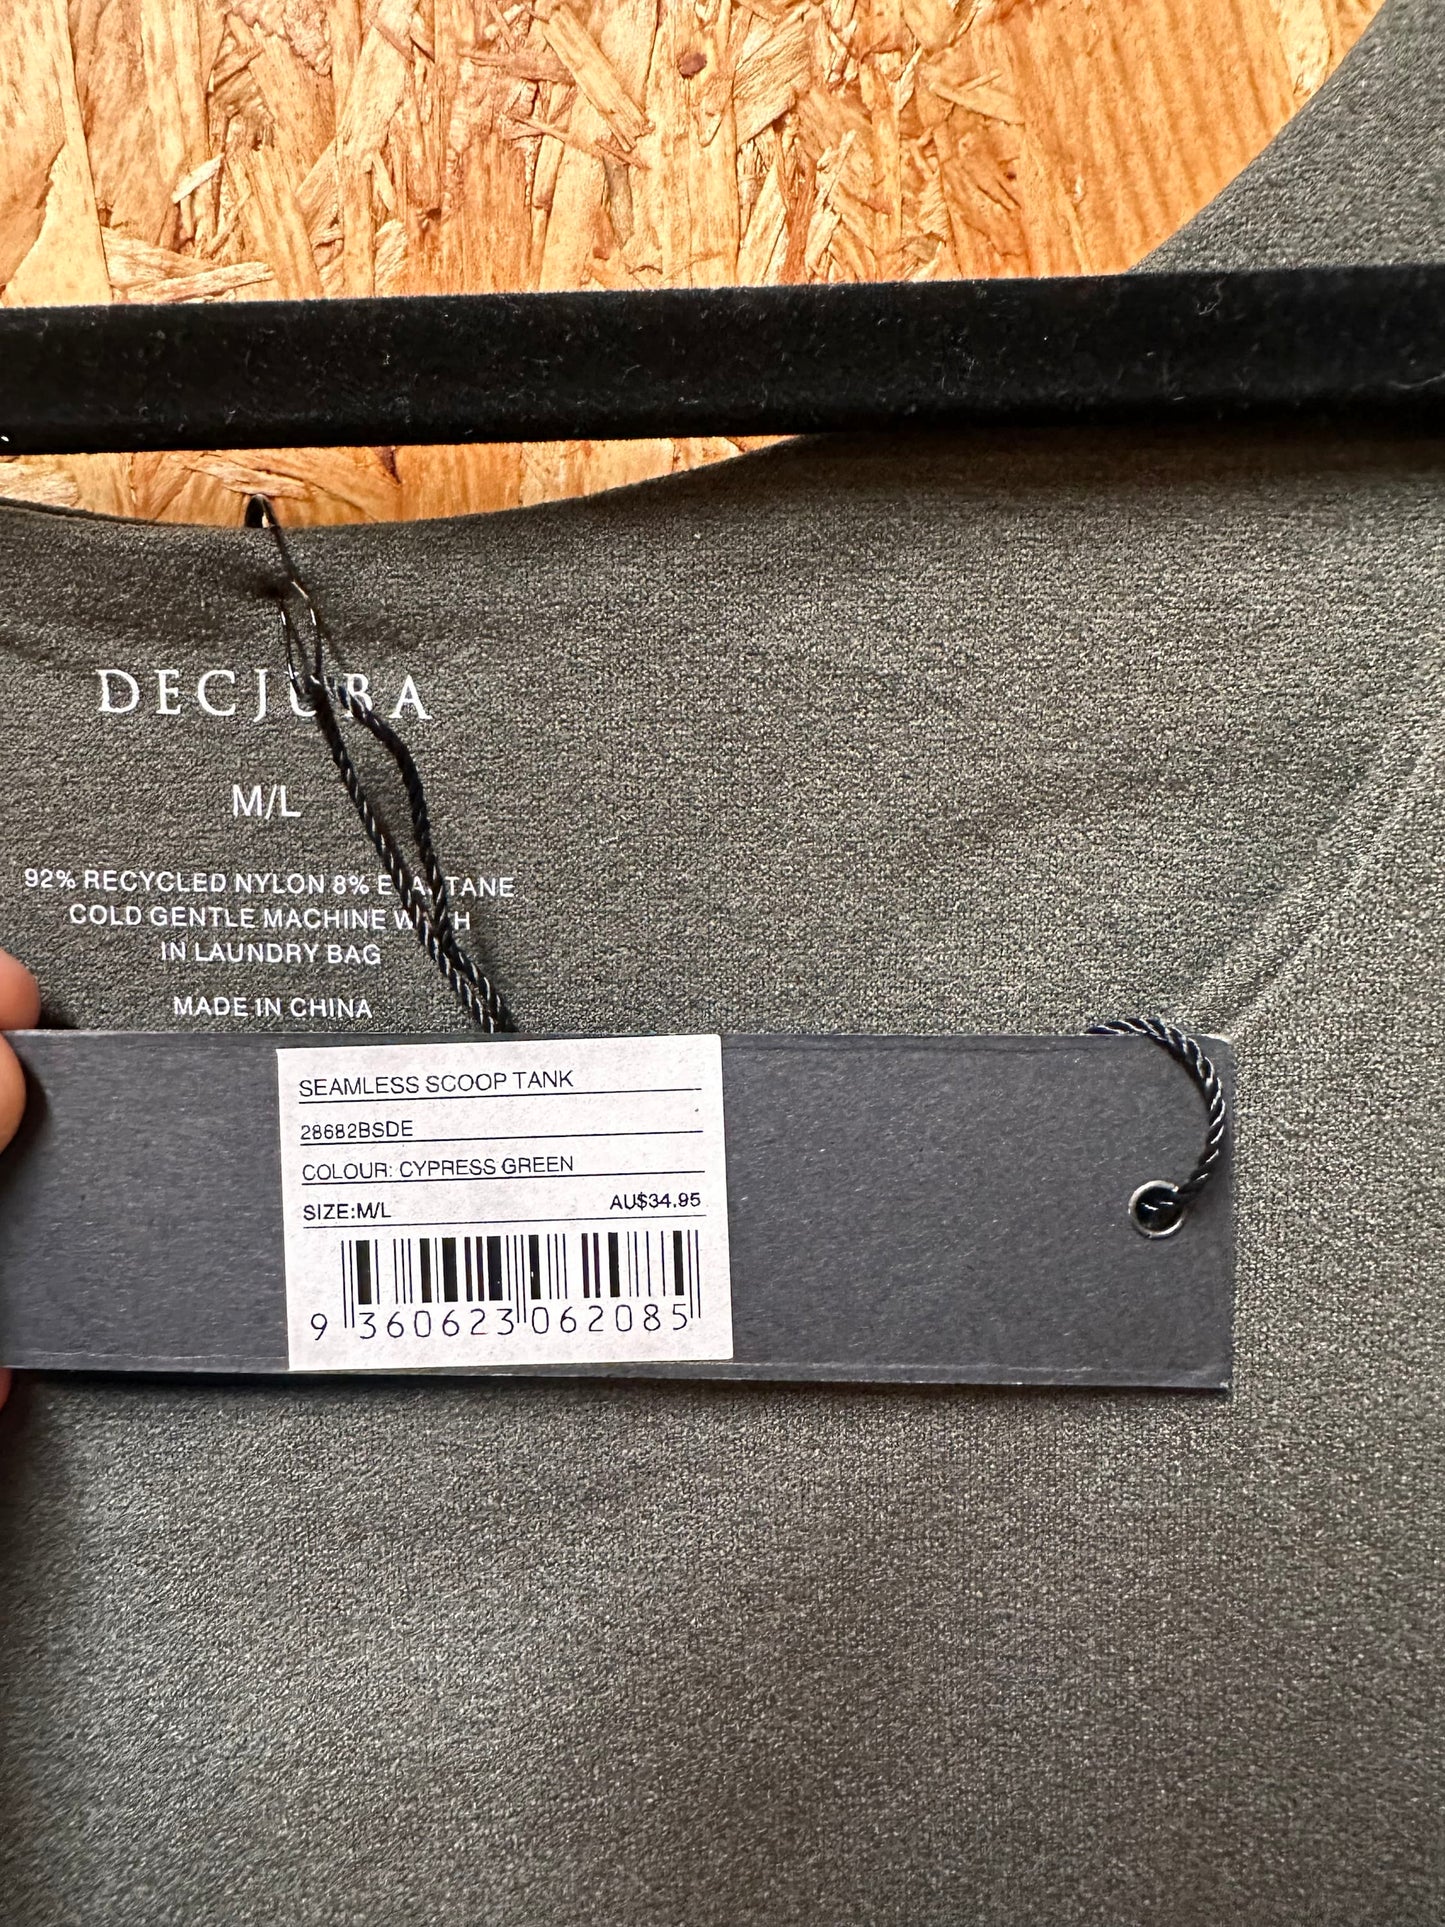 DECJUBA
M/L
92% RECYCLED NYLON 8% ELASTANE
COLD GENTLE MACHINE WASH
IN LAUNDRY BAG
MADE IN CHINA
SEAMLESS SCOOP TANK
28682BSDE
COLOUR: CYPRESS GREEN
SIZE:M/L AU$34.95
9 360623 062085